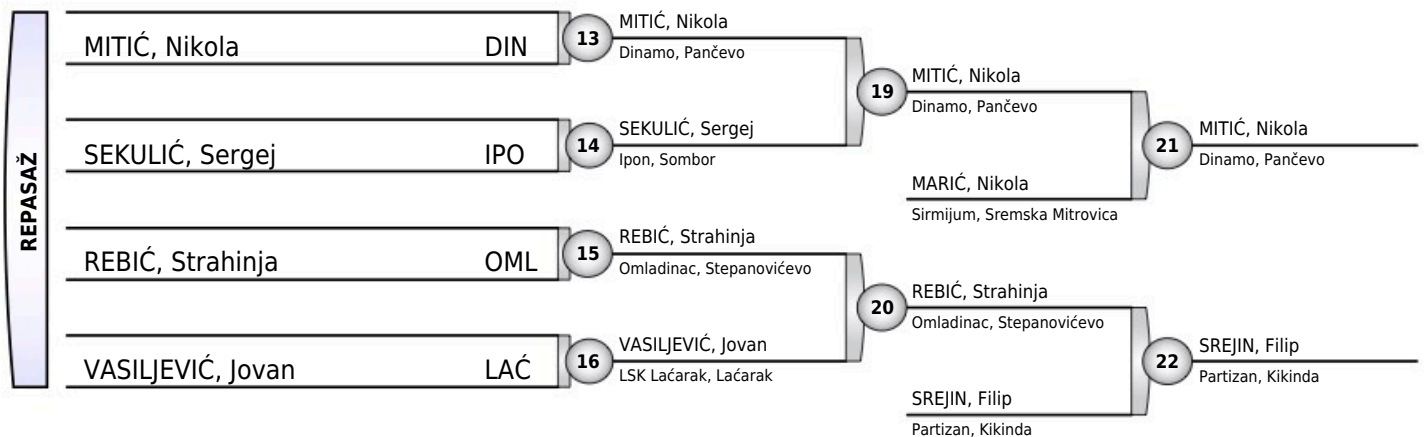 REPASAŽ
MITIĆ, Nikola DIN
SEKULIĆ, Sergej IPO
REBIĆ, Strahinja OML
VASILJEVIĆ, Jovan LAĆ
13
MITIĆ, Nikola
Dinamo, Pančevo
14
SEKULIĆ, Sergej
Ipon, Sombor
15
REBIĆ, Strahinja
Omladinac, Stepanovićevo
16
VASILJEVIĆ, Jovan
LSK Laćarak, Laćarak
19
MITIĆ, Nikola
Dinamo, Pančevo
MARIĆ, Nikola
Sirmijum, Sremska Mitrovica
20
REBIĆ, Strahinja
Omladinac, Stepanovićevo
SREJIN, Filip
Partizan, Kikinda
21
MITIĆ, Nikola
Dinamo, Pančevo
22
SREJIN, Filip
Partizan, Kikinda